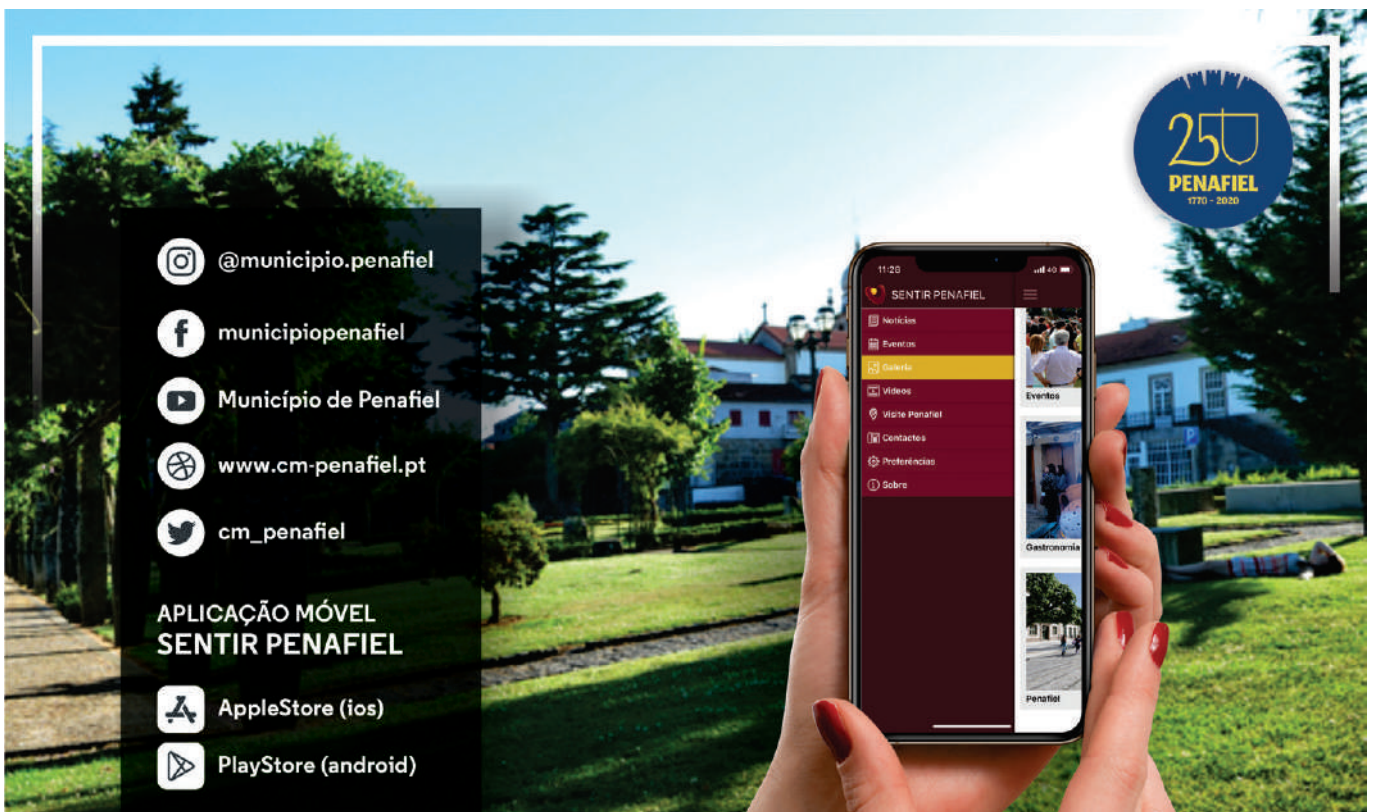 @municipio.penafiel
municipiopenafiel
Município de Penafiel
www.cm-penafiel.pt
cm_penafiel
APLICAÇÃO MÓVEL
SENTIR PENAFIEL
AppleStore (ios)
PlayStore (android)
250
PENAFIEL
1770 - 2020
11:28
4G
SENTIR PENAFIEL
Notícias
Eventos
Galeria
Vídeos
Visite Penafiel
Contactos
Preferências
Sobre
Eventos
Gastronomia
Penafiel